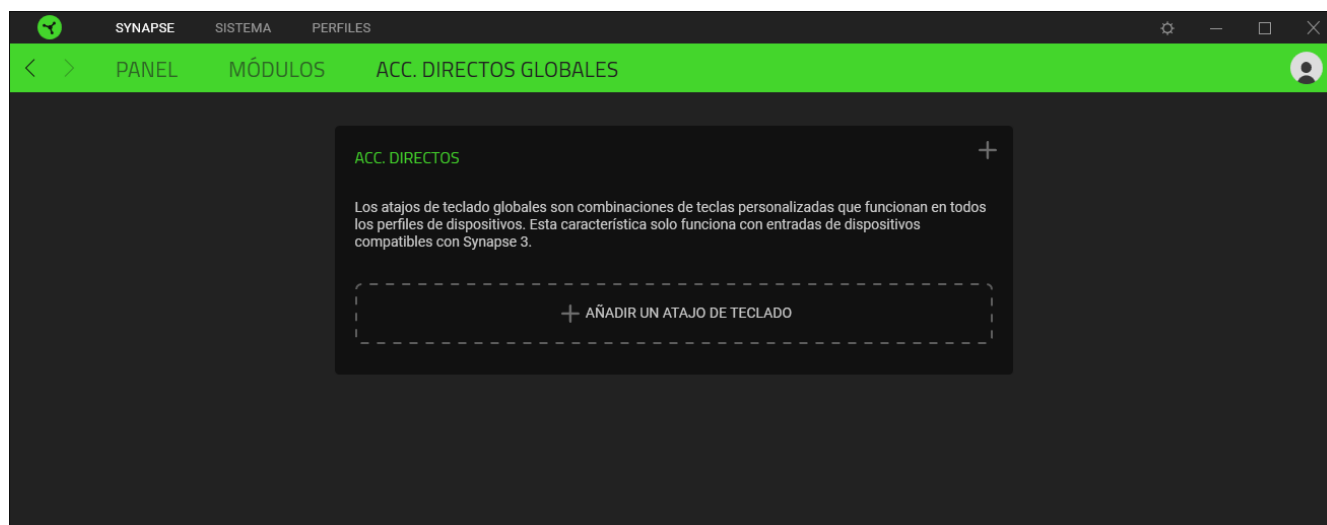 SYNAPSE SISTEMA PERFILES
PANEL MÓDULOS ACC. DIRECTOS GLOBALES
ACC. DIRECTOS
Los atajos de teclado globales son combinaciones de teclas personalizadas que funcionan en todos
los perfiles de dispositivos. Esta característica solo funciona con entradas de dispositivos
compatibles con Synapse 3.
AÑADIR UN ATAJO DE TECLADO